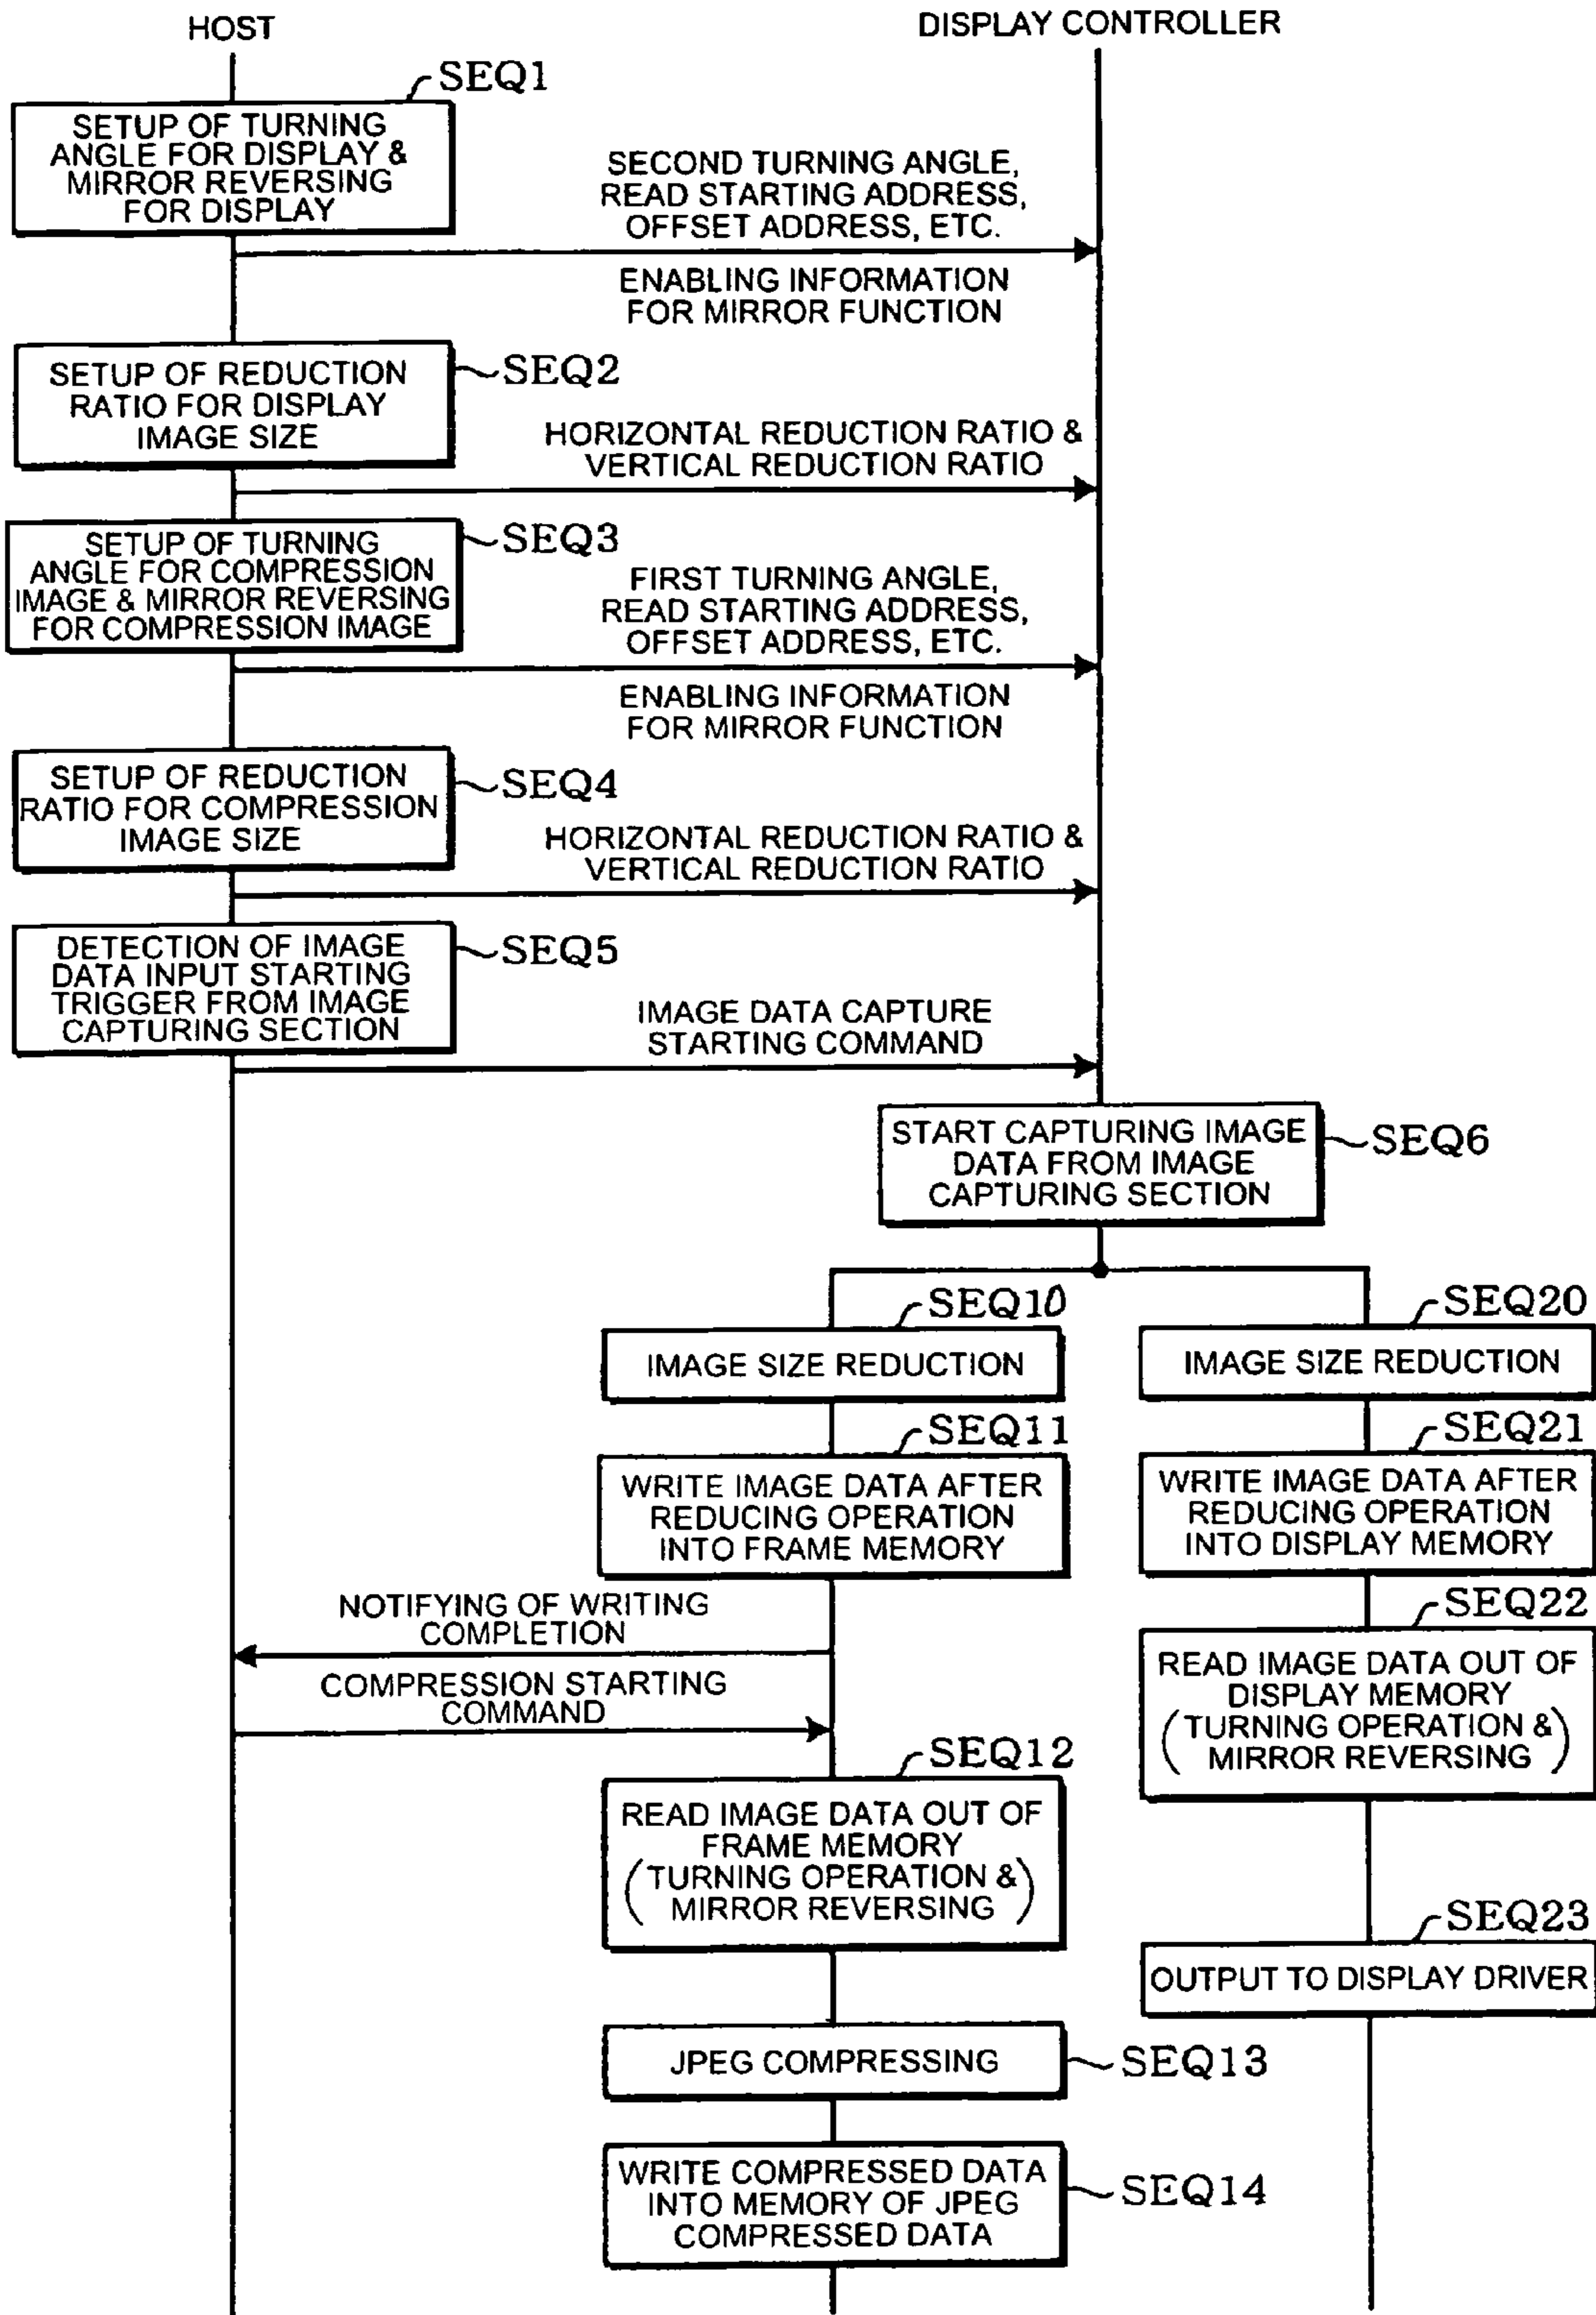 HOST
DISPLAY CONTROLLER
SEQ1
SETUP OF TURNING
ANGLE FOR DISPLAY &
MIRROR REVERSING
FOR DISPLAY
SECOND TURNING ANGLE,
READ STARTING ADDRESS,
OFFSET ADDRESS, ETC.
ENABLING INFORMATION
FOR MIRROR FUNCTION
SETUP OF REDUCTION
RATIO FOR DISPLAY
IMAGE SIZE
SEQ2
HORIZONTAL REDUCTION RATIO &
VERTICAL REDUCTION RATIO
SETUP OF TURNING
ANGLE FOR COMPRESSION
IMAGE & MIRROR REVERSING
FOR COMPRESSION IMAGE
SEQ3
FIRST TURNING ANGLE,
READ STARTING ADDRESS,
OFFSET ADDRESS, ETC.
ENABLING INFORMATION
FOR MIRROR FUNCTION
SETUP OF REDUCTION
RATIO FOR COMPRESSION
IMAGE SIZE
SEQ4
HORIZONTAL REDUCTION RATIO &
VERTICAL REDUCTION RATIO
DETECTION OF IMAGE
DATA INPUT STARTING
TRIGGER FROM IMAGE
CAPTURING SECTION
SEQ5
IMAGE DATA CAPTURE
STARTING COMMAND
START CAPTURING IMAGE
DATA FROM IMAGE
CAPTURING SECTION
SEQ6
SEQ10
IMAGE SIZE REDUCTION
SEQ20
IMAGE SIZE REDUCTION
SEQ11
WRITE IMAGE DATA AFTER
REDUCING OPERATION
INTO FRAME MEMORY
SEQ21
WRITE IMAGE DATA AFTER
REDUCING OPERATION
INTO DISPLAY MEMORY
NOTIFYING OF WRITING
COMPLETION
COMPRESSION STARTING
COMMAND
SEQ22
READ IMAGE DATA OUT OF
DISPLAY MEMORY
(TURNING OPERATION &
MIRROR REVERSING)
SEQ12
READ IMAGE DATA OUT OF
FRAME MEMORY
(TURNING OPERATION &
MIRROR REVERSING)
SEQ23
OUTPUT TO DISPLAY DRIVER
JPEG COMPRESSING
SEQ13
WRITE COMPRESSED DATA
INTO MEMORY OF JPEG
COMPRESSED DATA
SEQ14